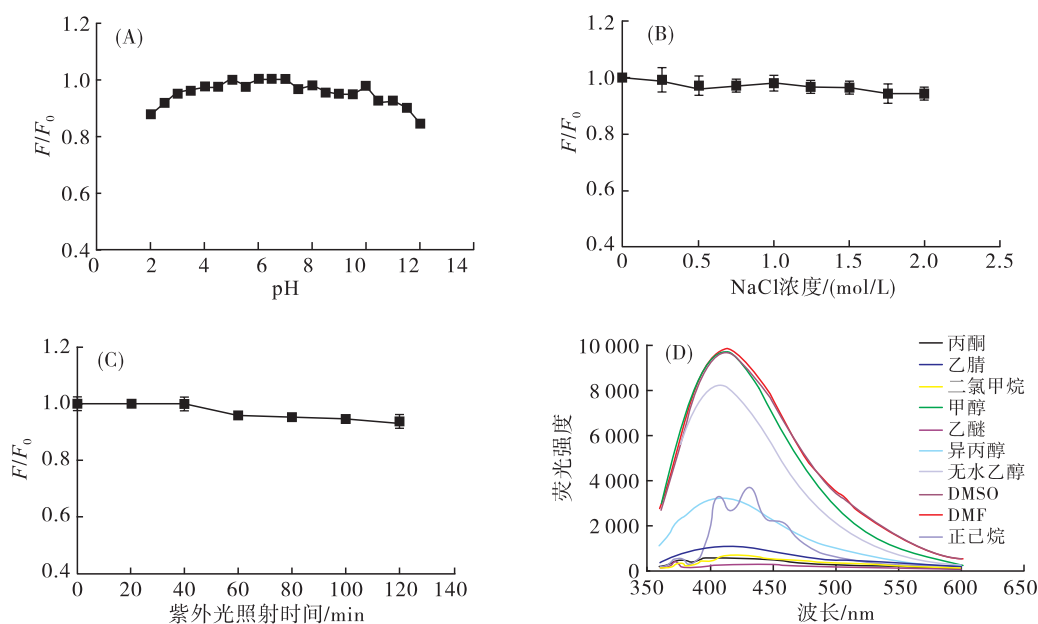 (A)
1.2
1.0
0.8
0.6
0.4
F/F0
0 2 4 6 8 10 12 14
pH
(B)
1.2
1.0
0.8
0.6
0.4
F/F0
0 0.5 1.0 1.5 2.0 2.5
NaCl浓度/(mol/L)
(C)
1.2
1.0
0.8
0.6
0.4
F/F0
0 20 40 60 80 100 120 140
紫外光照射时间/min
(D)
10 000
8 000
6 000
4 000
2 000
0
荧光强度
350 400 450 500 550 600 650
波长/nm
丙酮
乙腈
二氯甲烷
甲醇
乙醚
异丙醇
无水乙醇
DMSO
DMF
正己烷